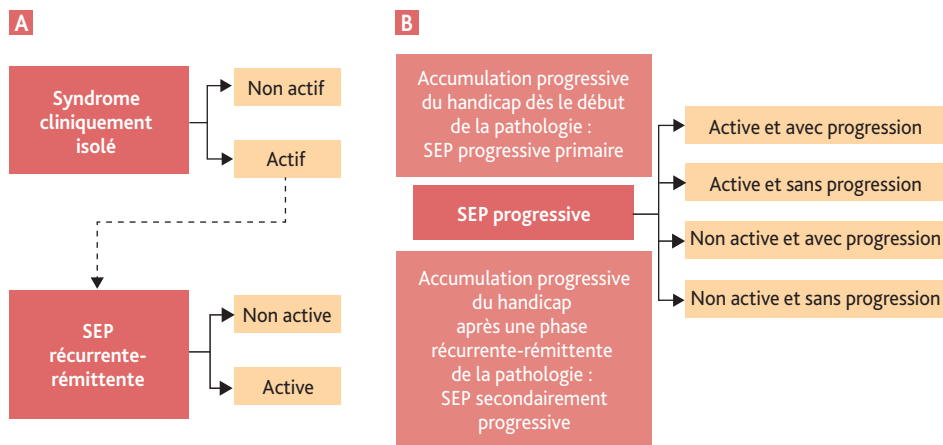 A
Syndrome
cliniquement
isolé
Non actif
Actif
SEP
récurrente-
rémittente
Non active
Active
B
Accumulation progressive
du handicap dès le début
de la pathologie :
SEP progressive primaire
SEP progressive
Accumulation progressive
du handicap
après une phase
récurrente-rémittente
de la pathologie :
SEP secondairement
progressive
Active et avec progression
Active et sans progression
Non active et avec progression
Non active et sans progression